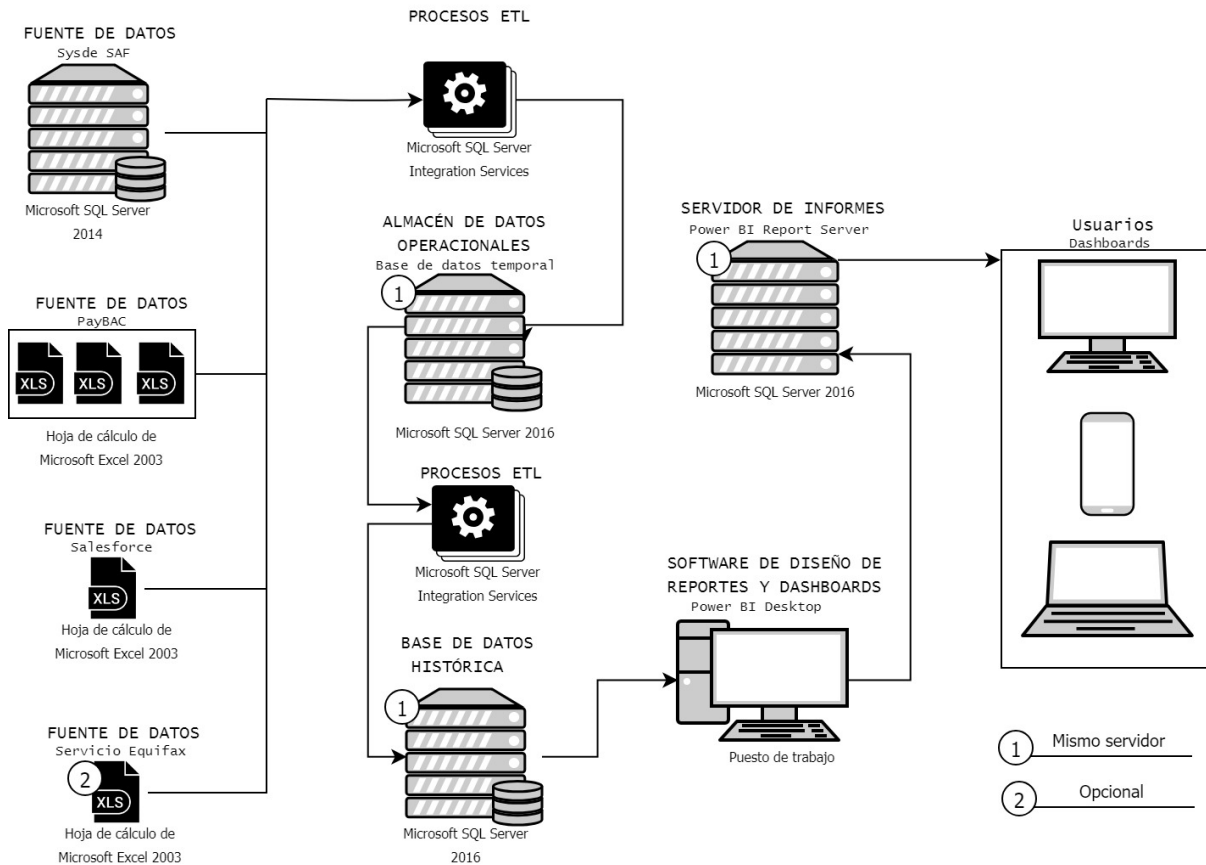 FUENTE DE DATOS
Sysde SAF
Microsoft SQL Server
2014
FUENTE DE DATOS
PayBAC
XLS
XLS
XLS
Hoja de cálculo de
Microsoft Excel 2003
FUENTE DE DATOS
Salesforce
XLS
Hoja de cálculo de
Microsoft Excel 2003
FUENTE DE DATOS
Servicio Equifax
2
XLS
Hoja de cálculo de
Microsoft Excel 2003
PROCESOS ETL
Microsoft SQL Server
Integration Services
ALMACÉN DE DATOS
OPERACIONALES
Base de datos temporal
1
Microsoft SQL Server 2016
PROCESOS ETL
Microsoft SQL Server
Integration Services
BASE DE DATOS
HISTÓRICA
1
Microsoft SQL Server
2016
SERVIDOR DE INFORMES
Power BI Report Server
1
Microsoft SQL Server 2016
SOFTWARE DE DISEÑO DE
REPORTES Y DASHBOARDS
Power BI Desktop
Puesto de trabajo
Usuarios
Dashboards
1 Mismo servidor
2 Opcional